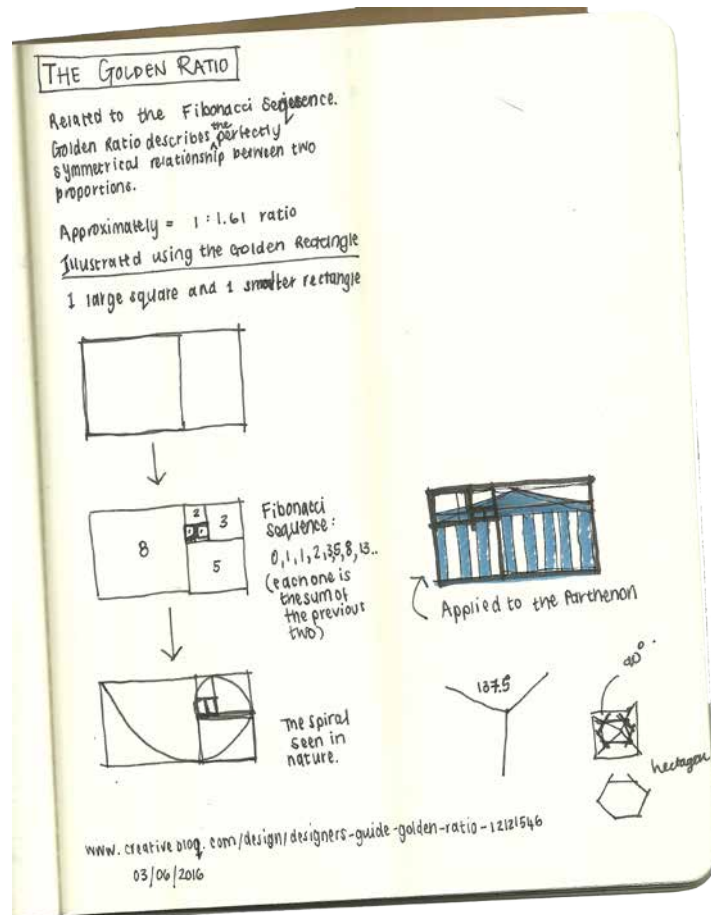 THE GOLDEN RATIO
Related to the Fibonacci Sequence.
Golden Ratio describes the perfectly
symmetrical relationship between two
proportions.
Approximately = 1:1.61 ratio
Illustrated using the Golden Rectangle
1 large square and 1 smaller rectangle
8
2
3
5
Fibonacci
sequence:
0,1,1,2,3,5,8,13..
(each one is
the sum of
the previous
two)
The spiral
seen in
nature.
Applied to the Parthenon
137.5
90°.
hectagon
www.creativebloq.com/design/designers-guide-golden-ratio-12121546
03/06/2016